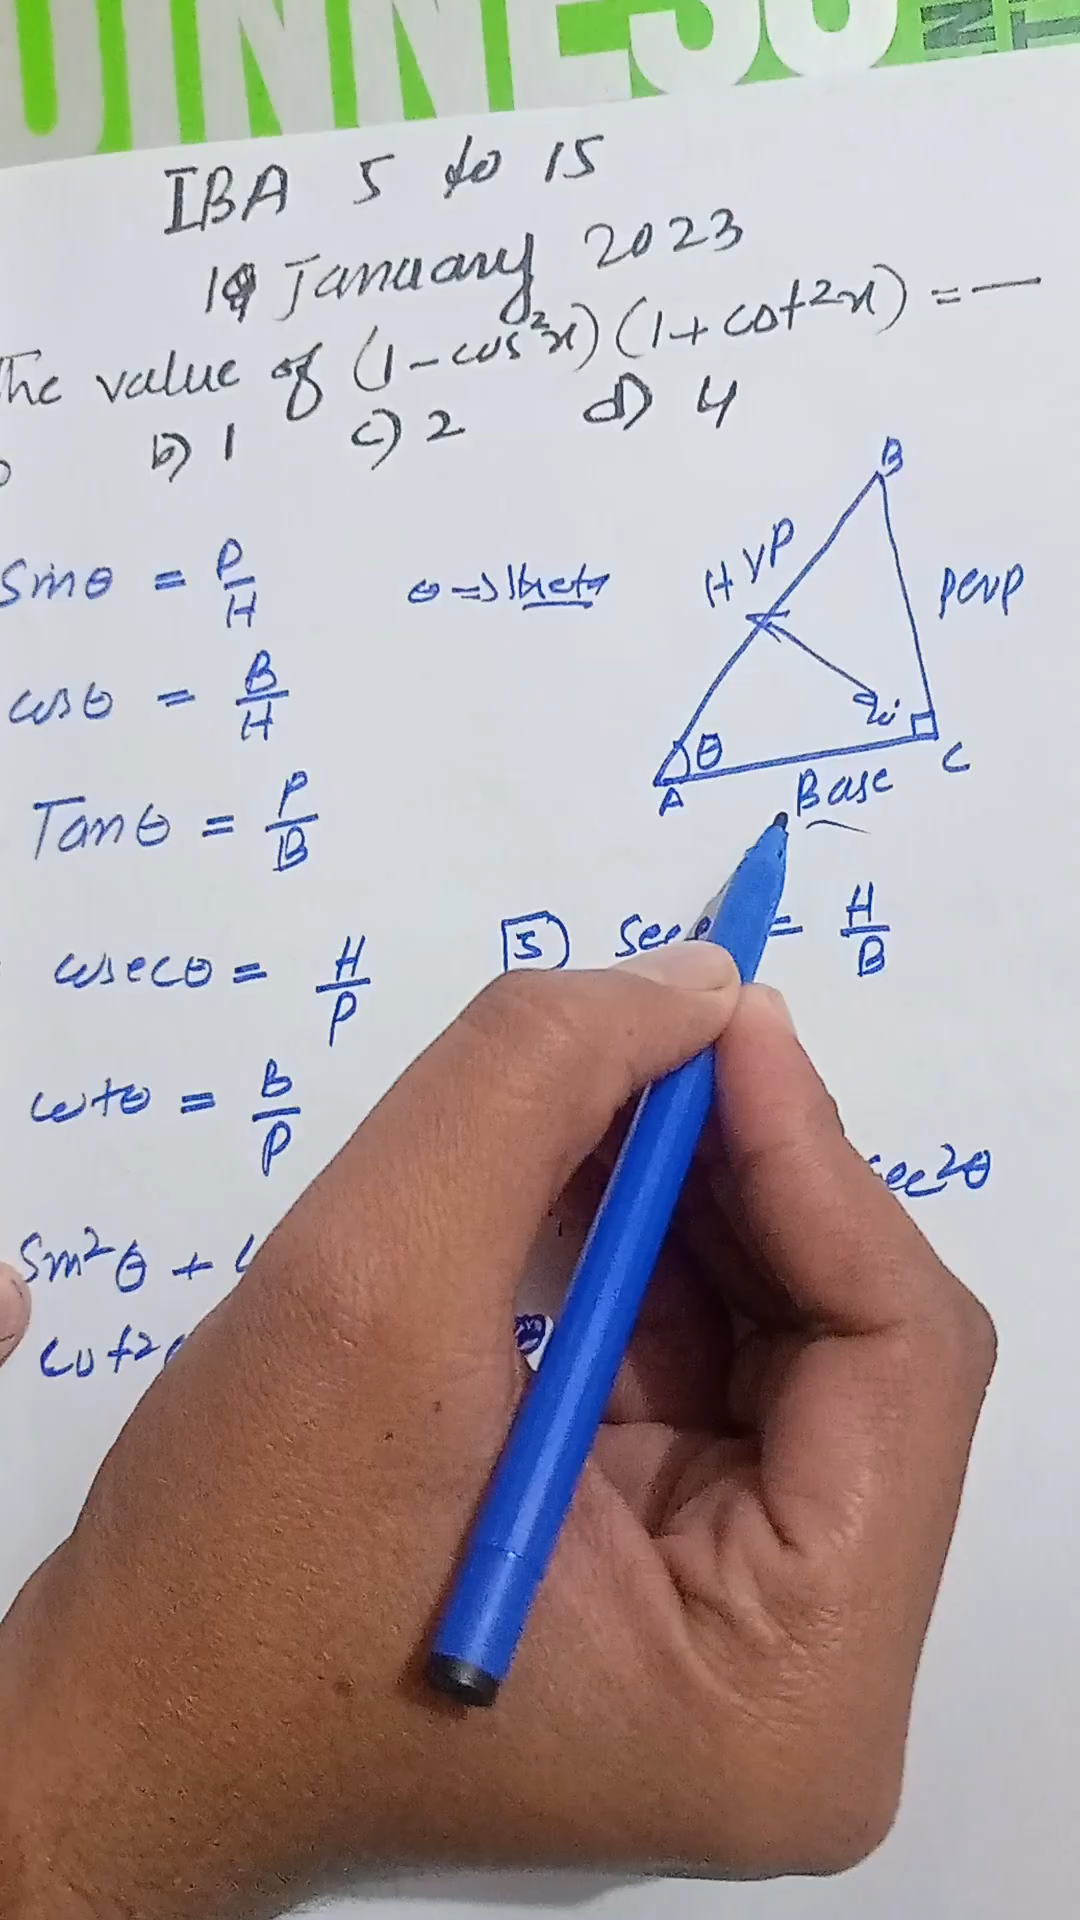 IBA 5 to 15
19 January 2023
The value of (1-cos²x)(1+cot²x) = —
b) 1 c) 2 d) 4
B
Sinθ = P/H
θ => theta
HYP
Perp
cosθ = B/H
θ
A
Base
C
Tanθ = P/B
cosecθ = H/P
5) Sec = H/B
cotθ = B/P
sec²θ
Sin²θ +
cot²